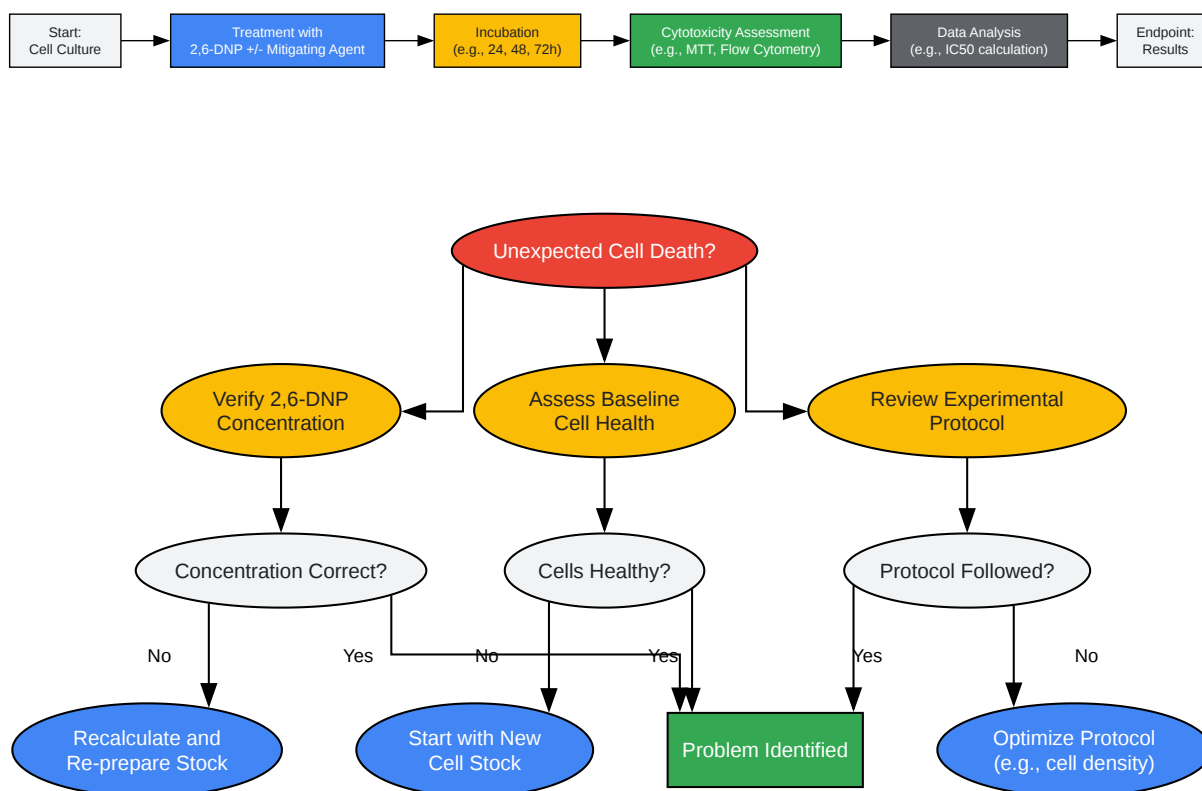 Start:
Cell Culture
Treatment with
2,6-DNP +/- Mitigating Agent
Incubation
(e.g., 24, 48, 72h)
Cytotoxicity Assessment
(e.g., MTT, Flow Cytometry)
Data Analysis
(e.g., IC50 calculation)
Endpoint:
Results
Unexpected Cell Death?
Verify 2,6-DNP
Concentration
Assess Baseline
Cell Health
Review Experimental
Protocol
Concentration Correct?
Cells Healthy?
Protocol Followed?
No
Yes
No
Yes
Yes
No
Recalculate and
Re-prepare Stock
Start with New
Cell Stock
Problem Identified
Optimize Protocol
(e.g., cell density)